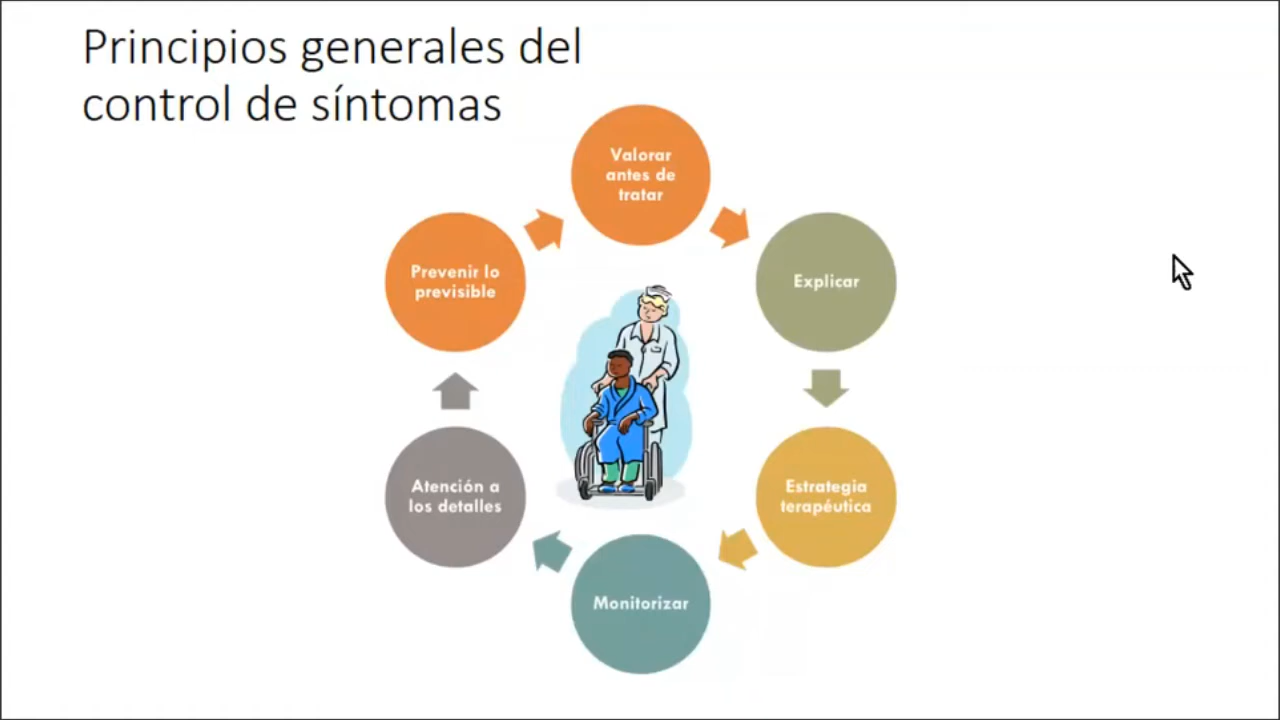 Principios generales del
control de síntomas
Valorar
antes de
tratar
Explicar
Estrategia
terapéutica
Monitorizar
Atención a
los detalles
Prevenir lo
previsible